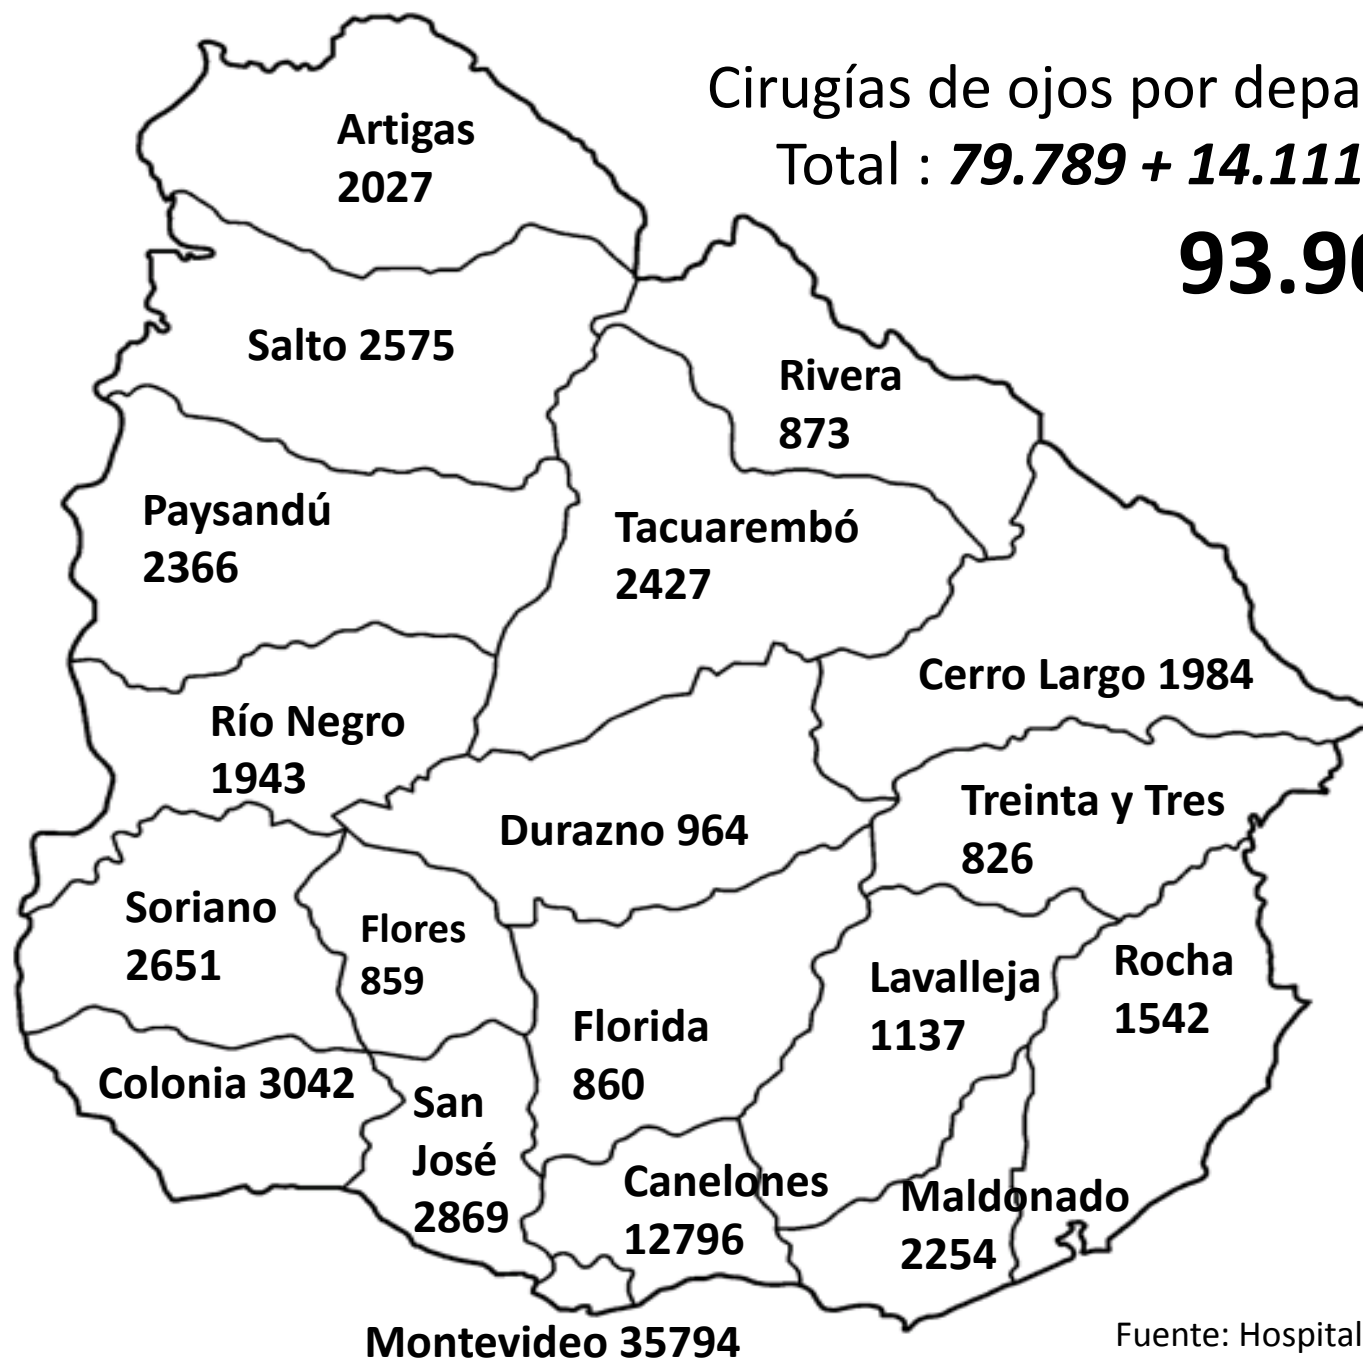 Cirugías de ojos por depa
Total : 79.789 + 14.111
93.90
Artigas
2027
Salto 2575
Rivera
873
Paysandú
2366
Tacuarembó
2427
Cerro Largo 1984
Río Negro
1943
Treinta y Tres
826
Durazno 964
Soriano
2651
Flores
859
Lavalleja
1137
Rocha
1542
Florida
860
Colonia 3042
San
José
2869
Canelones
12796
Maldonado
2254
Montevideo 35794
Fuente: Hospital